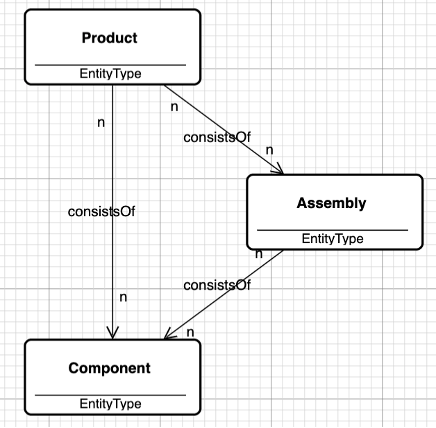 Product
EntityType
n
n
consistsOf
n
Assembly
consistsOf
EntityType
n
consistsOf
n
n
Component
EntityType